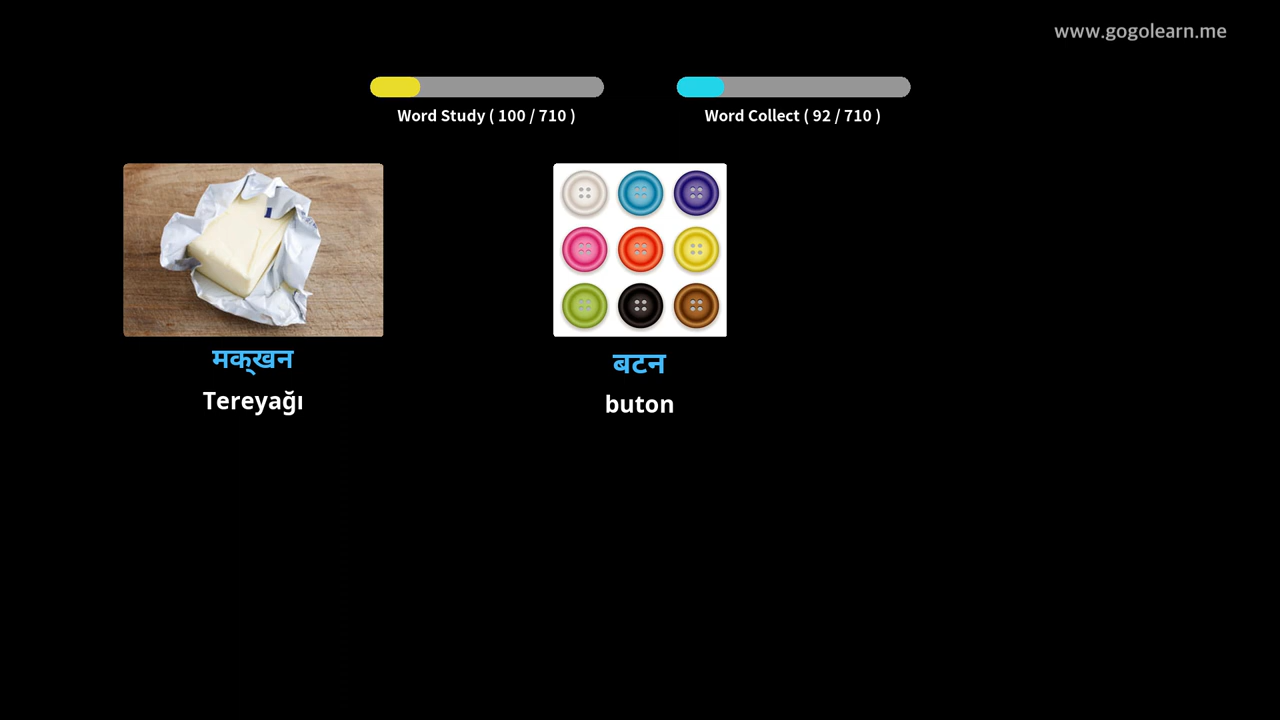 www.gogolearn.me
Word Study ( 100 / 710 )
Word Collect ( 92 / 710 )
मक्खन
Tereyağı
बटन
buton